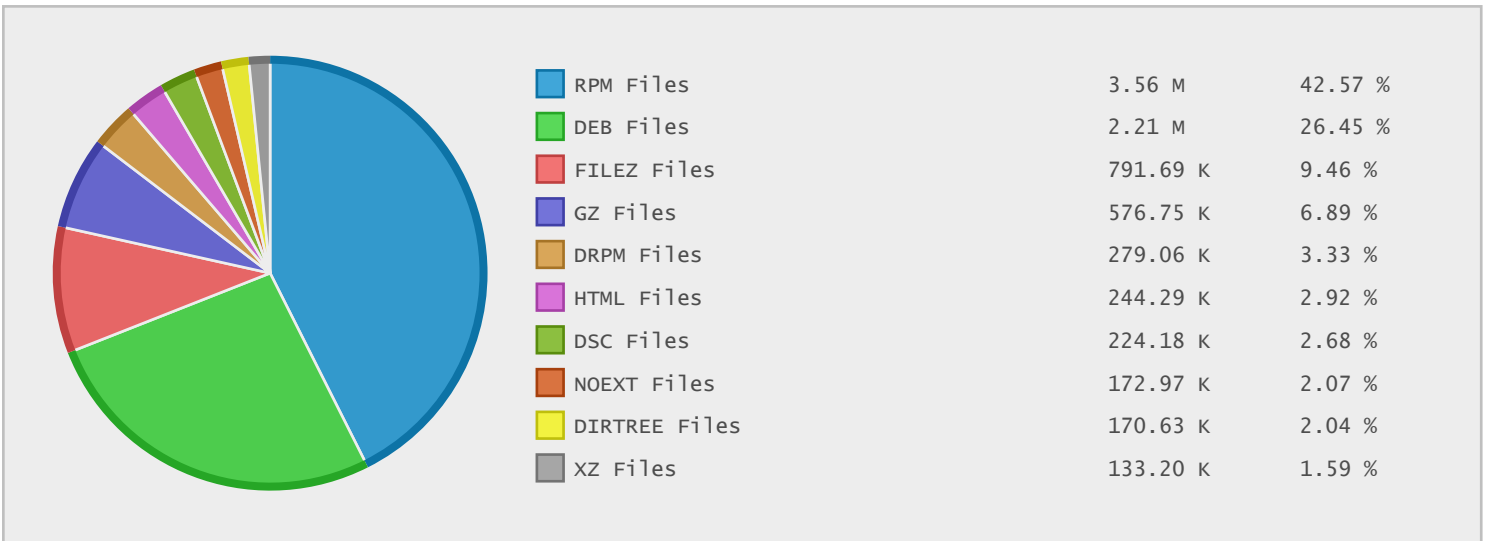 RPM Files 3.56 M 42.57 %
DEB Files 2.21 M 26.45 %
FILEZ Files 791.69 K 9.46 %
GZ Files 576.75 K 6.89 %
DRPM Files 279.06 K 3.33 %
HTML Files 244.29 K 2.92 %
DSC Files 224.18 K 2.68 %
NOEXT Files 172.97 K 2.07 %
DIRTREE Files 170.63 K 2.04 %
XZ Files 133.20 K 1.59 %